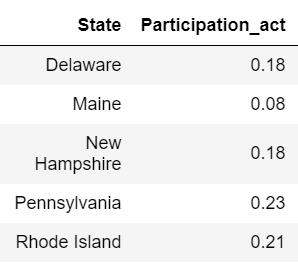 State Participation_act
Delaware 0.18
Maine 0.08
New
Hampshire 0.18
Pennsylvania 0.23
Rhode Island 0.21